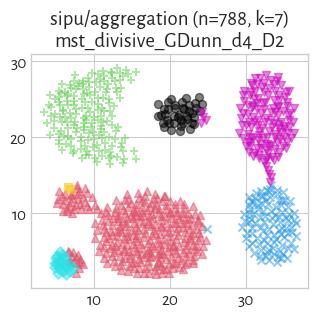 sipu/aggregation (n=788, k=7)
mst_divisive_GDunn_d4_D2
30
20
10
10 20 30